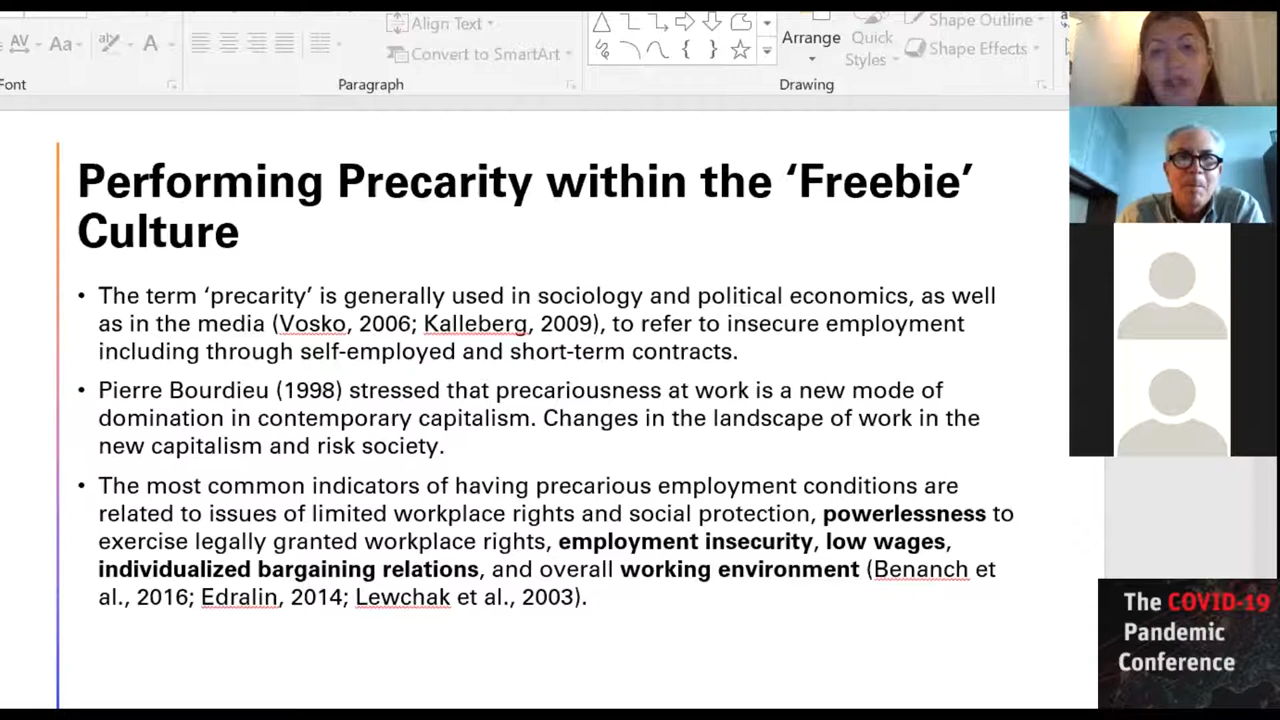 Align Text
Shape Outline
AV Aa A
Arrange
Quick
Styles
Convert to SmartArt
Shape Effects
Font
Paragraph
Drawing
Performing Precarity within the ‘Freebie’
Culture
• The term ‘precarity’ is generally used in sociology and political economics, as well
as in the media (Vosko, 2006; Kalleberg, 2009), to refer to insecure employment
including through self-employed and short-term contracts.
• Pierre Bourdieu (1998) stressed that precariousness at work is a new mode of
domination in contemporary capitalism. Changes in the landscape of work in the
new capitalism and risk society.
• The most common indicators of having precarious employment conditions are
related to issues of limited workplace rights and social protection, powerlessness to
exercise legally granted workplace rights, employment insecurity, low wages,
individualized bargaining relations, and overall working environment (Benanch et
al., 2016; Edralin, 2014; Lewchak et al., 2003).
The COVID-19
Pandemic
Conference